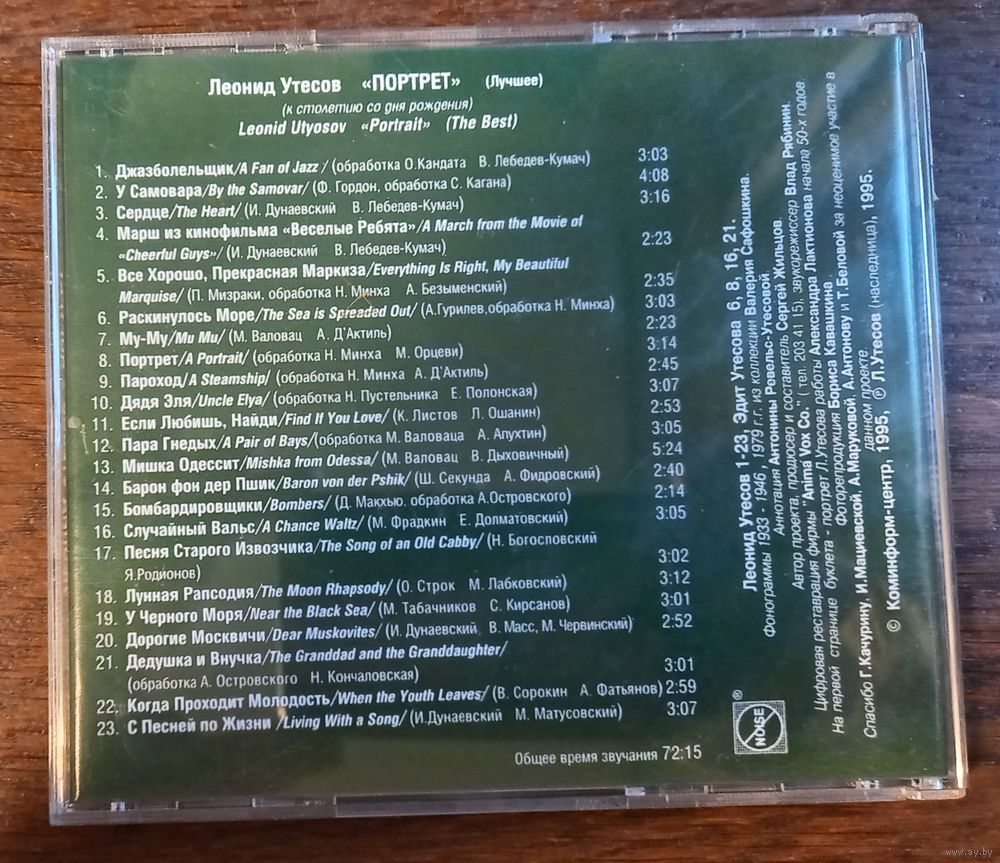 Леонид Утесов «ПОРТРЕТ» (Лучшее)
(к столетию со дня рождения)
Leonid Utyosov «Portrait» (The Best)
1. Джазболельщик/A Fan of Jazz / (обработка О.Кандата В. Лебедев-Кумач) 3:03
2. У Самовара/By the Samovar/ (Ф. Гордон, обработка С. Кагана) 4:08
3. Сердце/The Heart/ (И. Дунаевский В. Лебедев-Кумач) 3:16
4. Марш из кинофильма «Веселые Ребята»/A March from the Movie of
«Cheerful Guys»/ (И. Дунаевский В. Лебедев-Кумач) 2:23
5. Все Хорошо, Прекрасная Маркиза/Everything Is Right, My Beautiful
Marquise/ (П. Мизраки, обработка Н. Минха А. Безыменский) 2:35
6. Раскинулось Море/The Sea is Spreaded Out/ (А.Гурилев,обработка Н. Минха) 3:03
7. Му-Му/Mu Mu/ (М. Валовац А. Д'Актиль) 2:23
8. Портрет/A Portrait/ (обработка Н. Минха М. Орцеви) 3:14
9. Пароход/A Steamship/ (обработка Н. Минха А. Д'Актиль) 2:45
10. Дядя Эля/Uncle Elya/ (обработка Н. Пустельника Е. Полонская) 3:07
11. Если Любишь, Найди/Find If You Love/ (К. Листов Л. Ошанин) 2:53
12. Пара Гнедых/A Pair of Bays/(обработка М. Валоваца А. Апухтин) 3:05
13. Мишка Одессит/Mishka from Odessa/ (М. Валовац В. Дыховичный) 5:24
14. Барон фон дер Пшик/Baron von der Pshik/ (Ш. Секунда А. Фидровский) 2:40
15. Бомбардировщики/Bombers/ (Д. Макхью. обработка А.Островского) 2:14
16. Случайный Вальс/A Chance Waltz/ (М. Фрадкин Е. Долматовский) 3:05
17. Песня Старого Извозчика/The Song of an Old Cabby/ (Н. Богословский
Я.Родионов) 3:02
18. Лунная Рапсодия/The Moon Rhapsody/ (О. Строк М. Лабковский) 3:12
19. У Черного Моря/Near the Black Sea/ (М. Табачников С. Кирсанов) 3:01
20. Дорогие Москвичи/Dear Muskovites/ (И. Дунаевский В. Масс, М. Червинский) 2:52
21. Дедушка и Внучка/The Granddad and the Granddaughter/
(обработка А. Островского Н. Кончаловская) 3:01
22. Когда Проходит Молодость/When the Youth Leaves/ (В. Сорокин А. Фатьянов) 2:59
23. С Песней по Жизни /Living With a Song/ (И.Дунаевский М. Матусовский) 3:07
Общее время звучания 72:15
Леонид Утесов 1-23, Эдит Утесова 6, 8, 16, 21.
Фонограммы 1933 - 1946 , 1979 г.г. из коллекции Валерия Сафошкина.
Аннотация Антонины Ревельс-Утесовой.
Автор проекта, продюсер и составитель Сергей Жильцов.
Цифровая реставрация фирмы "Anima Vox Co." ( тел. 203 41 15), звукорежиссер Влад Рябинин.
На первой странице буклета - портрет Л.Утесова работы Александра Лактионова начала 50-х годов.
Фоторепродукция Бориса Кавашкина.
Спасибо Г.Качурину, И.Мациевской, А.Маруковой, А.Антонову и Т.Беловой за неоценимое участие в
данном проекте.
© Коминформ-центр, 1995, ℗ Л.Утесов (наследница), 1995.
NOISE
®
www.ay.by